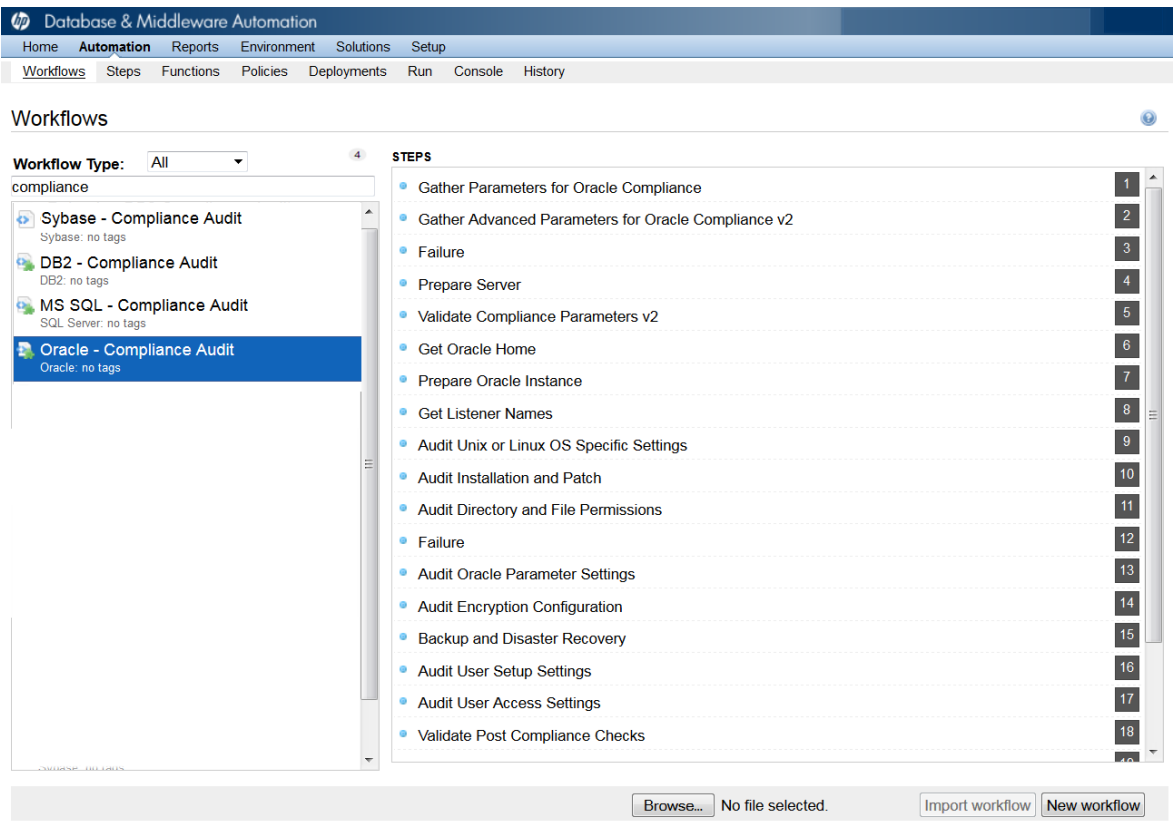 hp Database & Middleware Automation
Home Automation Reports Environment Solutions Setup
Workflows Steps Functions Policies Deployments Run Console History
Workflows
Workflow Type: All 4
compliance
Sybase - Compliance Audit
Sybase: no tags
DB2 - Compliance Audit
DB2: no tags
MS SQL - Compliance Audit
SQL Server: no tags
Oracle - Compliance Audit
Oracle: no tags
STEPS
Gather Parameters for Oracle Compliance 1
Gather Advanced Parameters for Oracle Compliance v2 2
Failure 3
Prepare Server 4
Validate Compliance Parameters v2 5
Get Oracle Home 6
Prepare Oracle Instance 7
Get Listener Names 8
Audit Unix or Linux OS Specific Settings 9
Audit Installation and Patch 10
Audit Directory and File Permissions 11
Failure 12
Audit Oracle Parameter Settings 13
Audit Encryption Configuration 14
Backup and Disaster Recovery 15
Audit User Setup Settings 16
Audit User Access Settings 17
Validate Post Compliance Checks 18
Browse... No file selected. Import workflow New workflow